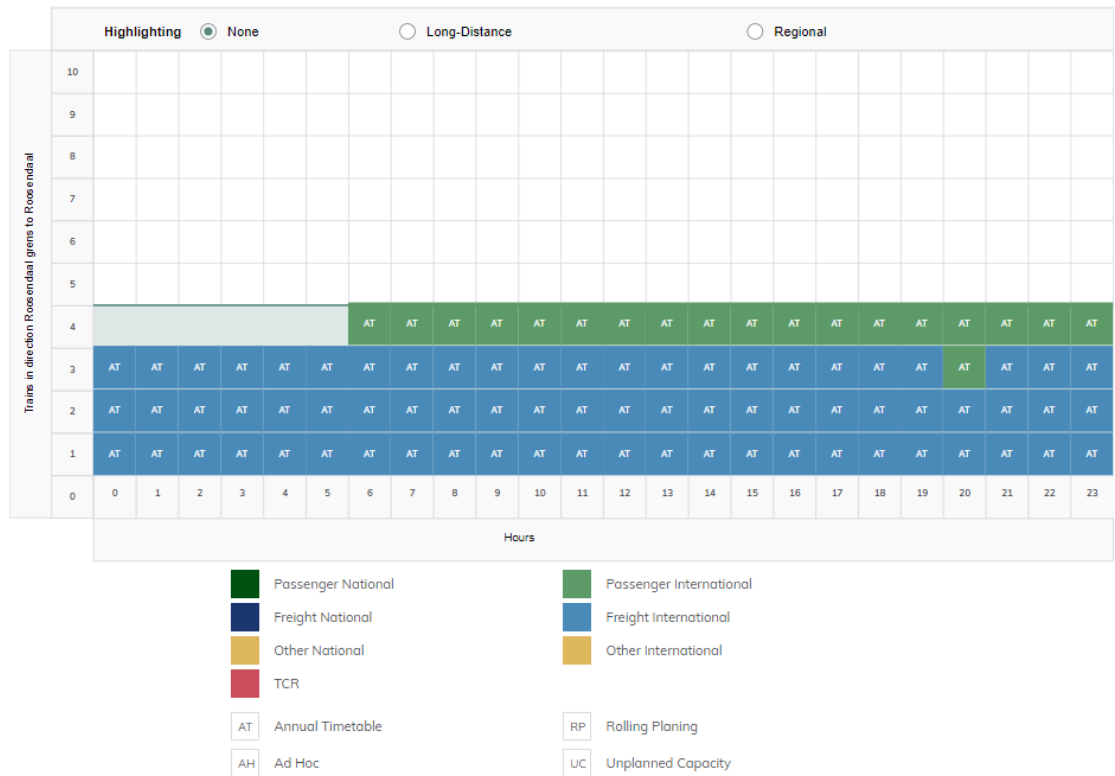 Highlighting None Long-Distance Regional
Trains in direction Roosendaal grens to Roosendaal
10
9
8
7
6
5
4 AT AT AT AT AT AT AT AT AT AT AT AT AT AT AT AT AT AT
3 AT AT AT AT AT AT AT AT AT AT AT AT AT AT AT AT AT AT AT AT AT AT AT AT
2 AT AT AT AT AT AT AT AT AT AT AT AT AT AT AT AT AT AT AT AT AT AT AT AT
1 AT AT AT AT AT AT AT AT AT AT AT AT AT AT AT AT AT AT AT AT AT AT AT AT
0 0 1 2 3 4 5 6 7 8 9 10 11 12 13 14 15 16 17 18 19 20 21 22 23
Hours
Passenger National Passenger International
Freight National Freight International
Other National Other International
TCR
AT Annual Timetable RP Rolling Planing
AH Ad Hoc UC Unplanned Capacity